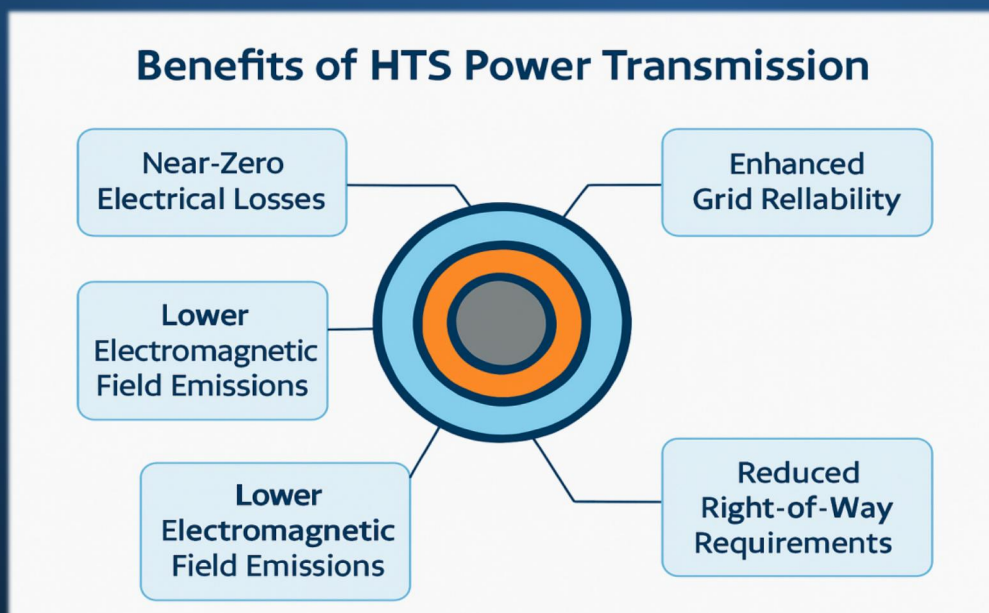 Benefits of HTS Power Transmission
Near-Zero
Electrical Losses
Enhanced
Grid Rellability
Lower
Electromagnetic
Field Emissions
Lower
Electromagnetic
Field Emissions
Reduced
Right-of-Way
Requirements